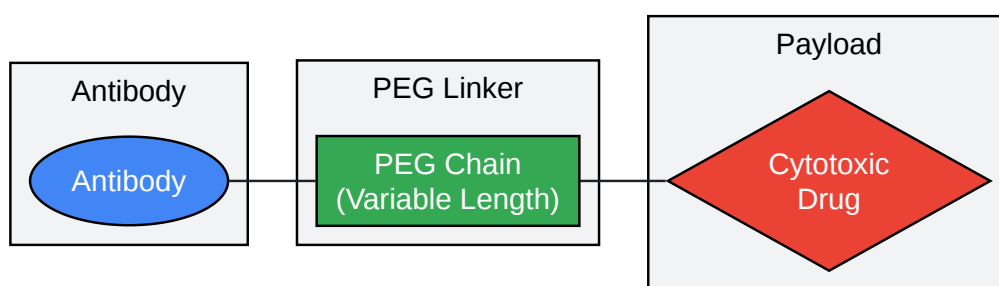 Antibody
Antibody
PEG Linker
PEG Chain
(Variable Length)
Payload
Cytotoxic
Drug